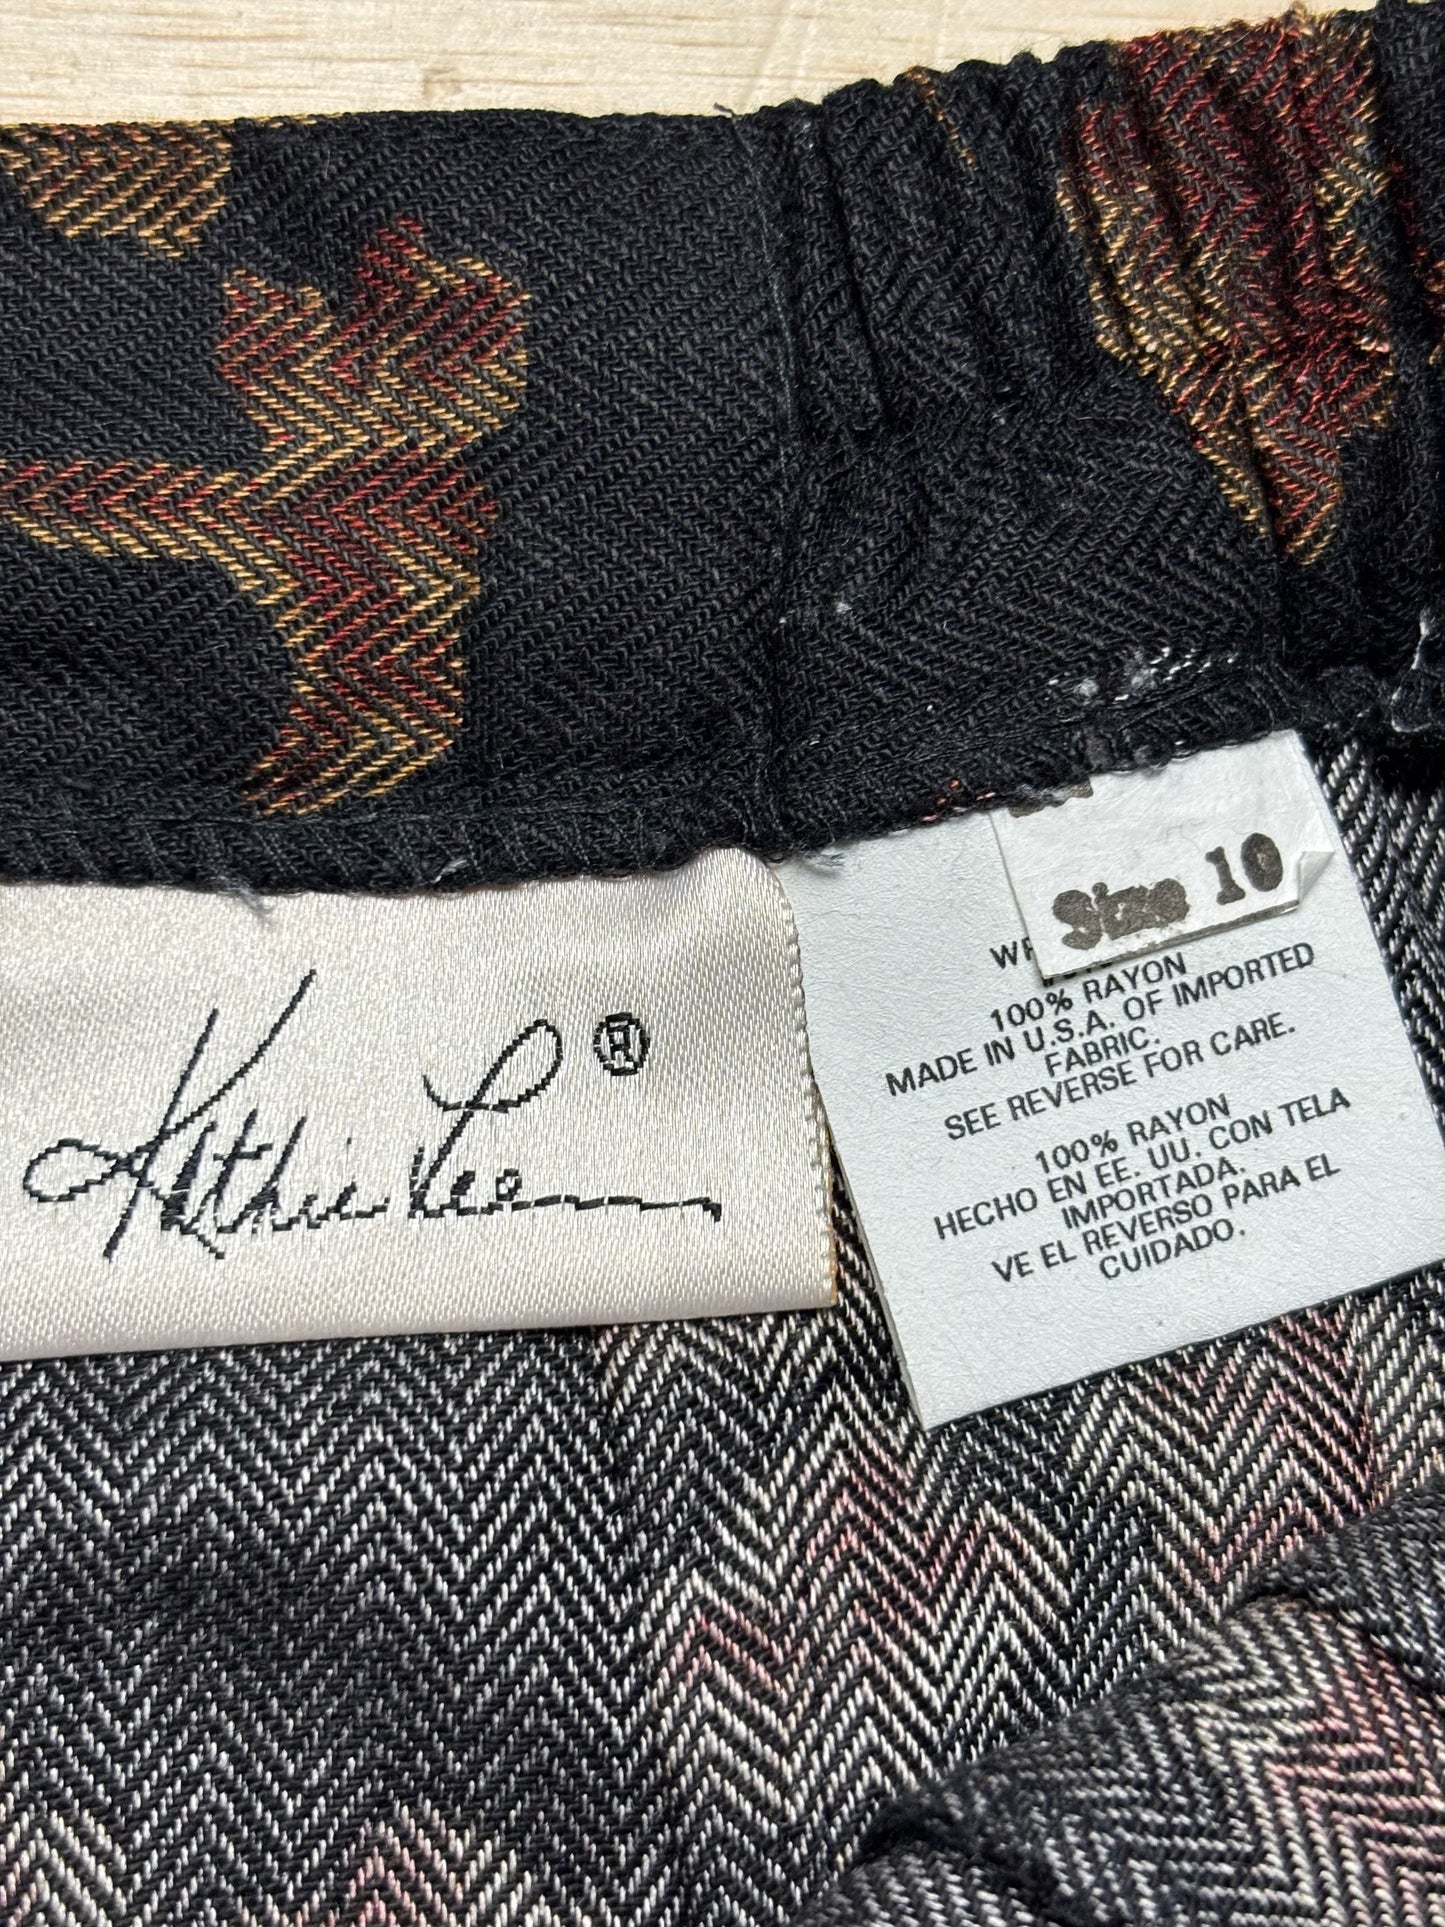 Kathie Lee ®
Size 10
100% RAYON
MADE IN U.S.A. OF IMPORTED
FABRIC.
SEE REVERSE FOR CARE.
100% RAYON
HECHO EN EE. UU. CON TELA
IMPORTADA.
VE EL REVERSO PARA EL
CUIDADO.